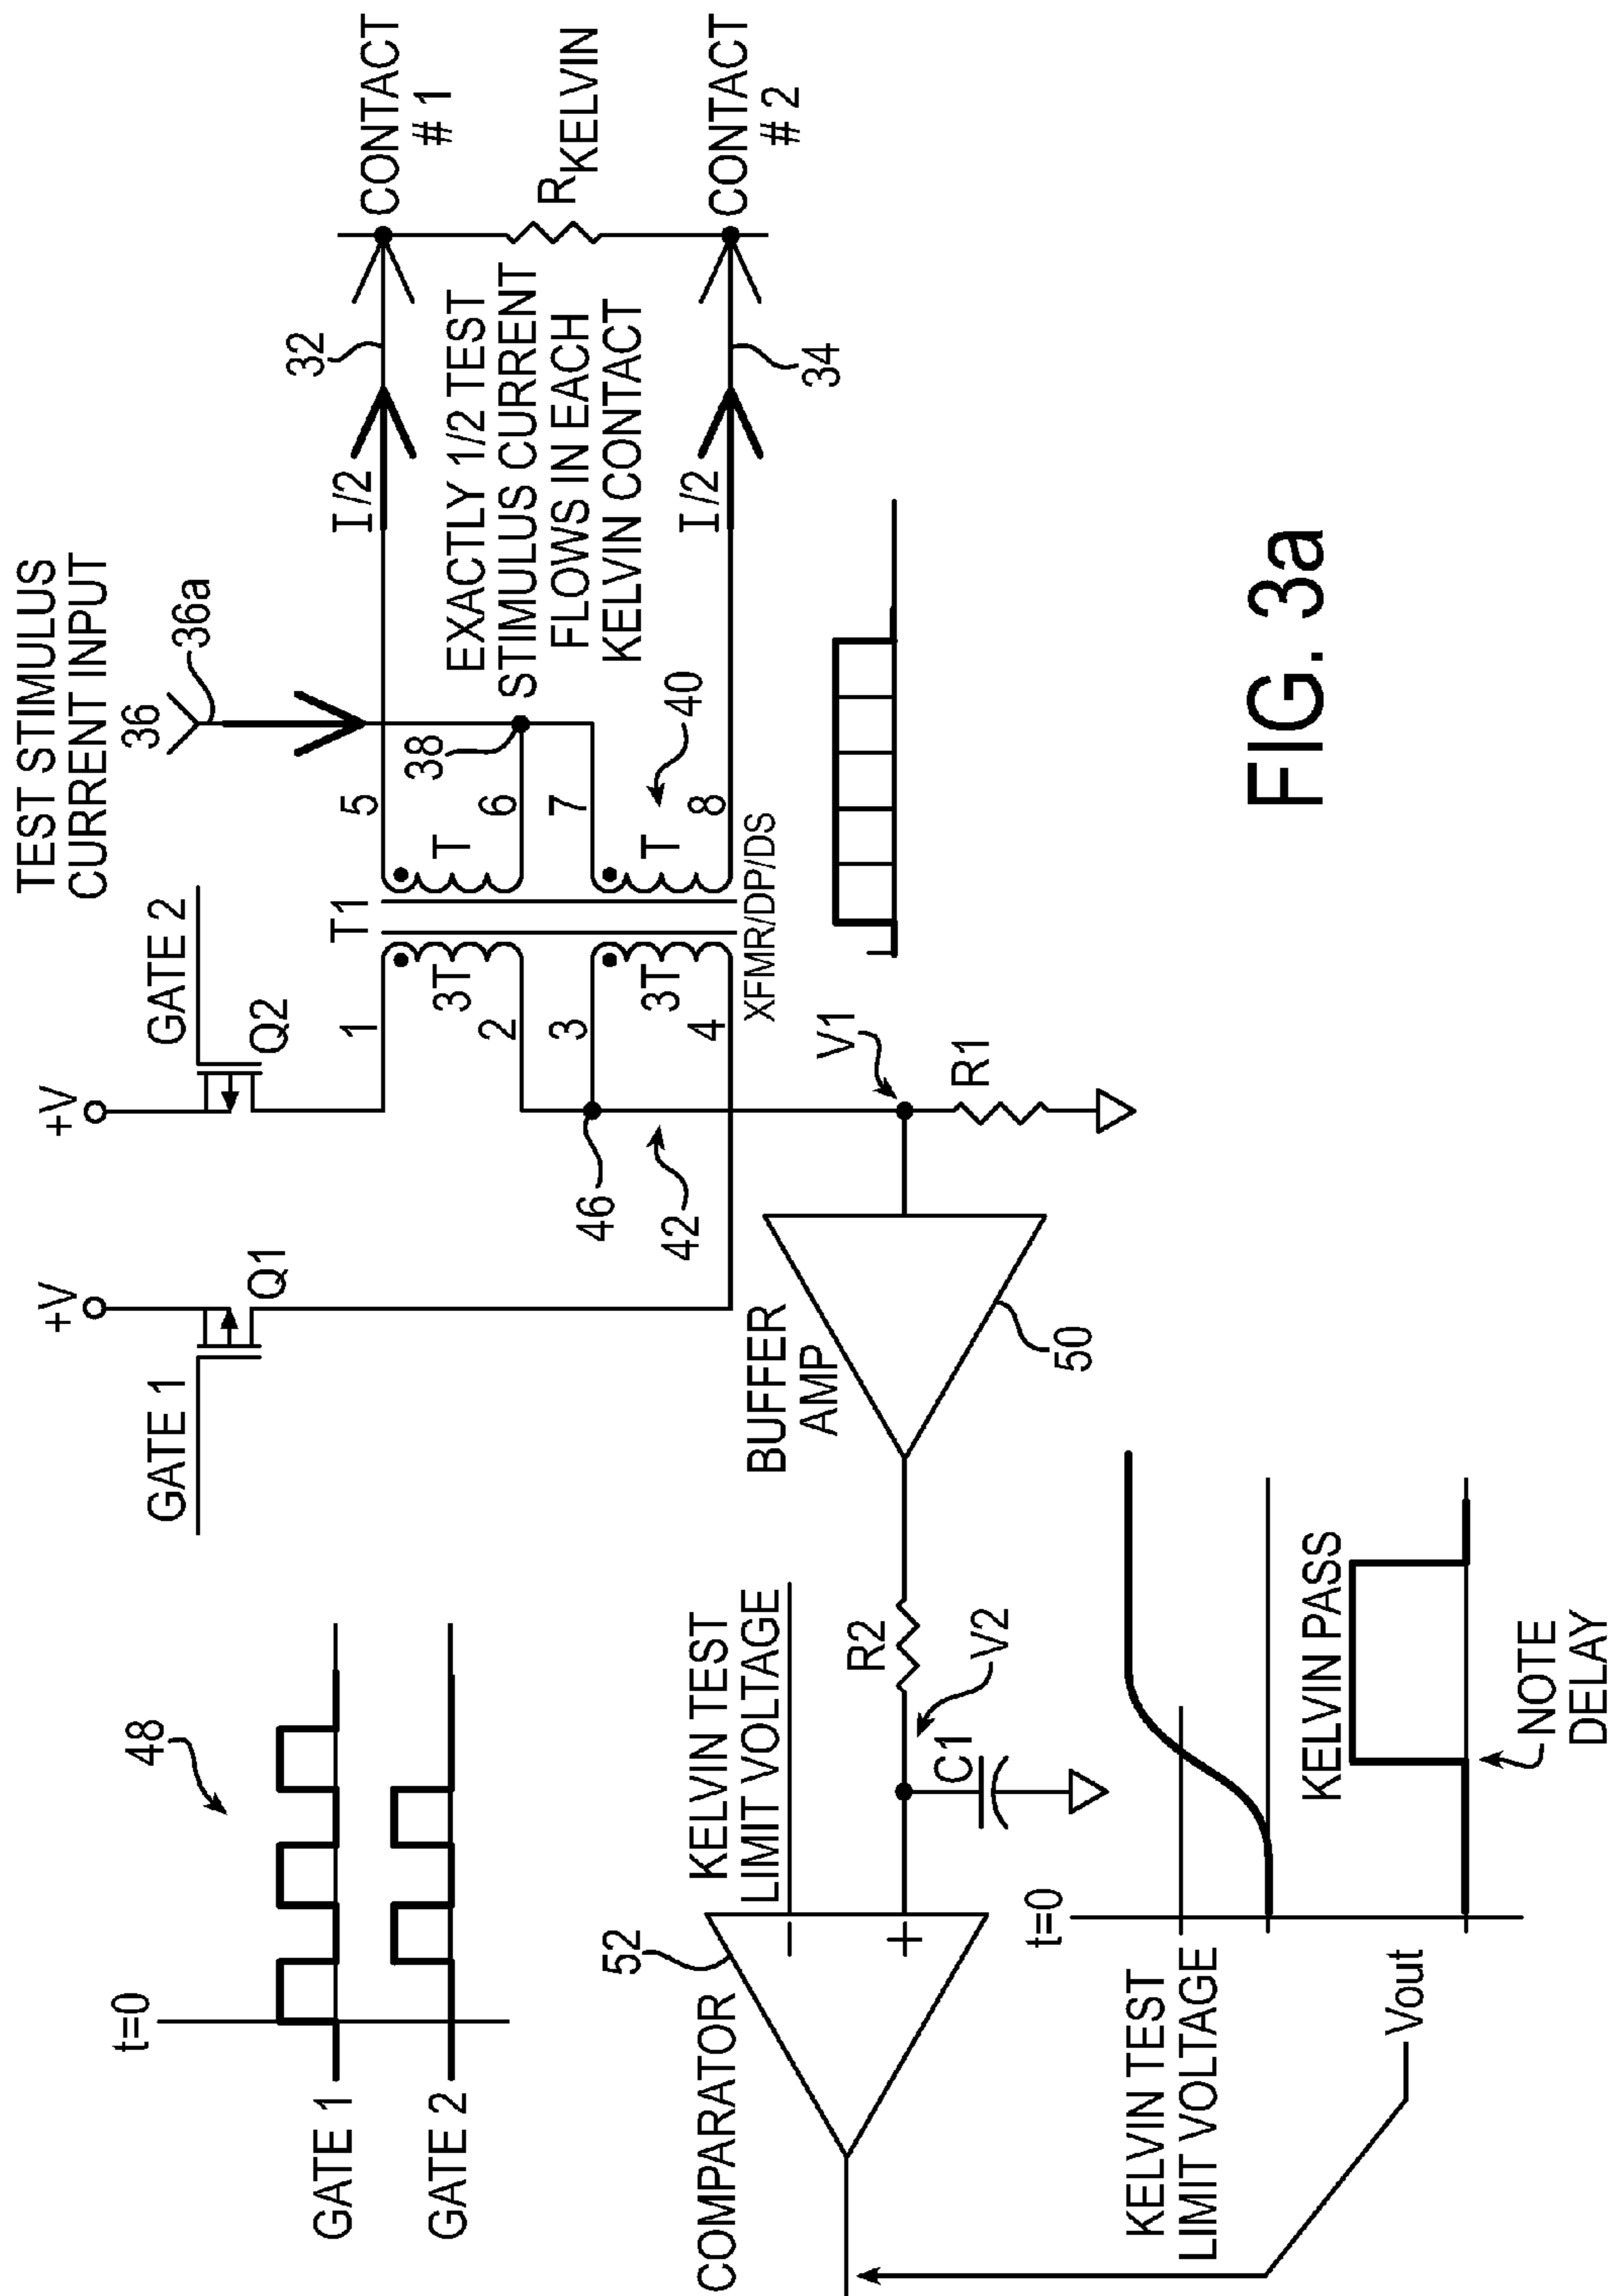 TEST STIMULUS
CURRENT INPUT
36
36a
+V
+V
GATE 1
Q1
GATE 2
Q2
t=0
48
GATE 1
GATE 2
T1
1
2
3
4
3T
3T
T
T
5
6
7
8
38
40
XFMR/DP/DS
46
42
I/2
32
CONTACT
# 1
EXACTLY 1/2 TEST
STIMULUS CURRENT
FLOWS IN EACH
KELVIN CONTACT
RKELVIN
I/2
34
CONTACT
# 2
COMPARATOR
52
−
+
KELVIN TEST
LIMIT VOLTAGE
R2
V2
C1
BUFFER
AMP
50
V1
R1
t=0
KELVIN TEST
LIMIT VOLTAGE
KELVIN PASS
NOTE
DELAY
Vout
FIG. 3a